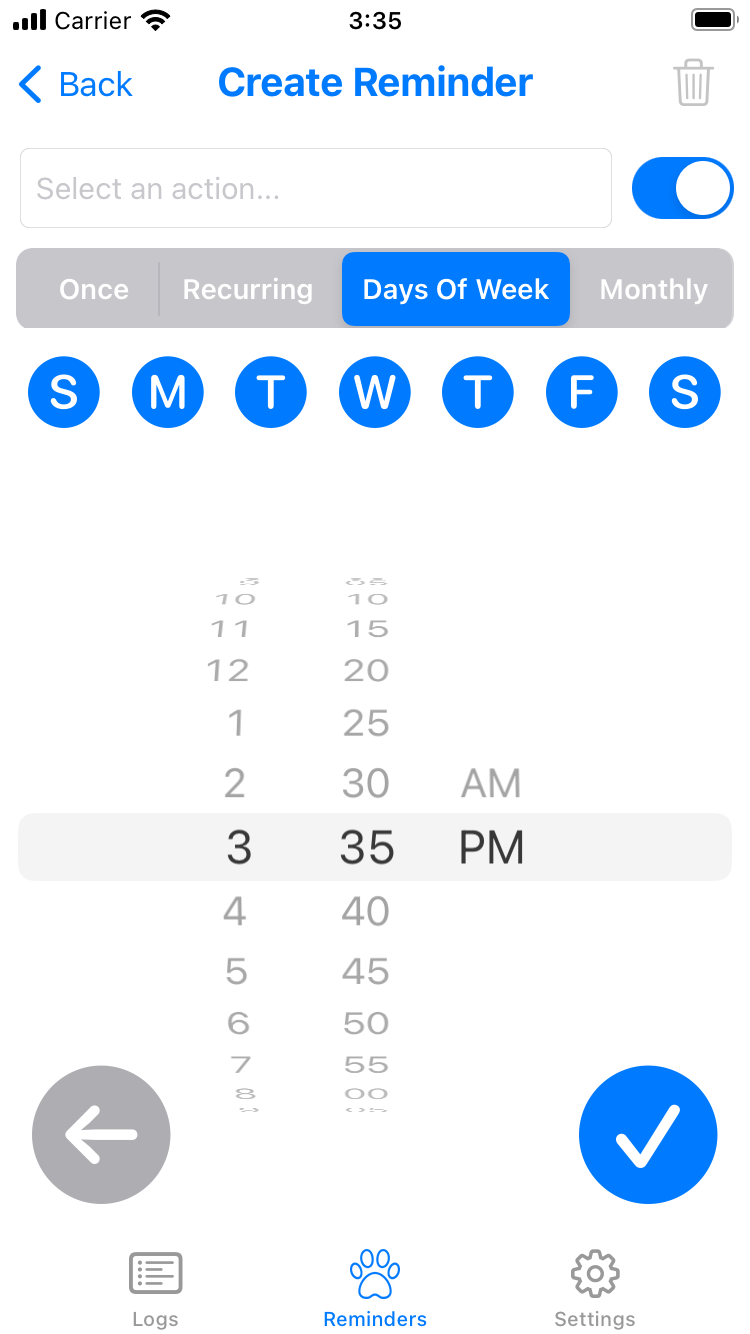 Carrier 3:35
Back Create Reminder
Select an action...
Once Recurring Days Of Week Monthly
S M T W T F S
10 10
11 15
12 20
1 25
2 30 AM
3 35 PM
4 40
5 45
6 50
7 55
8 00
Logs Reminders Settings